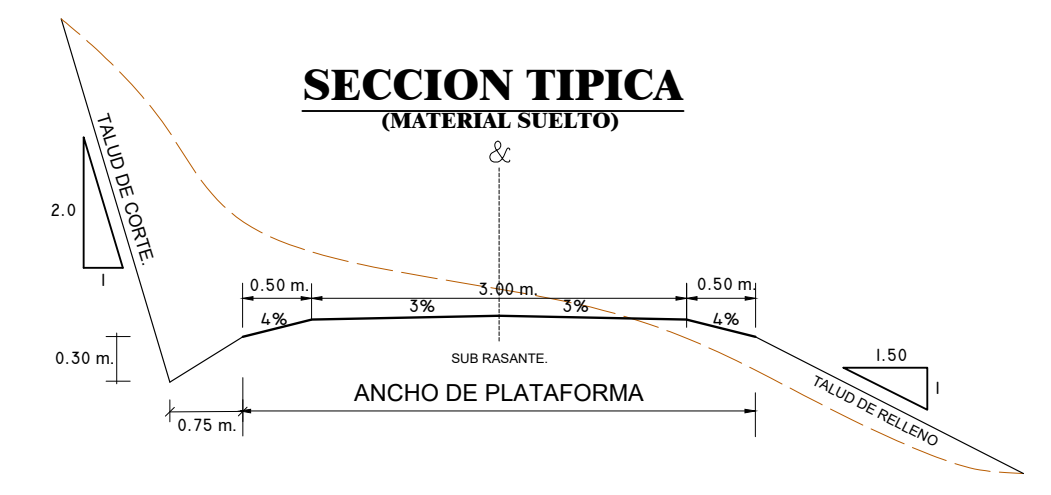 SECCION TIPICA
(MATERIAL SUELTO)
&
TALUD DE CORTE.
2.0
1
0.50 m.
3.00 m.
0.50 m.
4%
3%
3%
4%
0.30 m.
SUB RASANTE.
1.50
1
ANCHO DE PLATAFORMA
TALUD DE RELLENO
0.75 m.